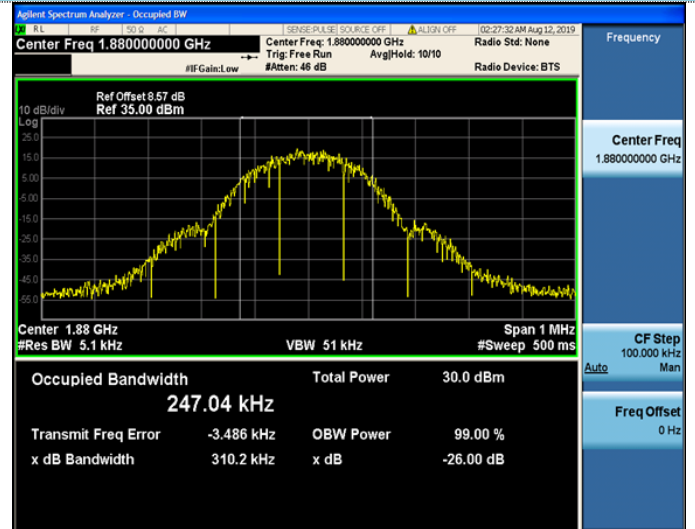 Agilent Spectrum Analyzer - Occupied BW
RL RF 50 Ω AC SENSE:PULSE SOURCE OFF ALIGN OFF 02:27:32 AM Aug 12, 2019
Center Freq 1.880000000 GHz
Center Freq: 1.880000000 GHz
Radio Std: None
Trig: Free Run Avg|Hold: 10/10
#IFGain:Low
#Atten: 46 dB
Radio Device: BTS
Frequency
Ref Offset 8.57 dB
10 dB/div Ref 35.00 dBm
Log
25.0
15.0
5.00
-5.00
-15.0
-25.0
-35.0
-45.0
-55.0
Center 1.88 GHz Span 1 MHz
#Res BW 5.1 kHz VBW 51 kHz #Sweep 500 ms
Occupied Bandwidth Total Power 30.0 dBm
247.04 kHz
Transmit Freq Error -3.486 kHz OBW Power 99.00 %
x dB Bandwidth 310.2 kHz x dB -26.00 dB
Center Freq
1.880000000 GHz
CF Step
100.000 kHz
Auto Man
Freq Offset
0 Hz